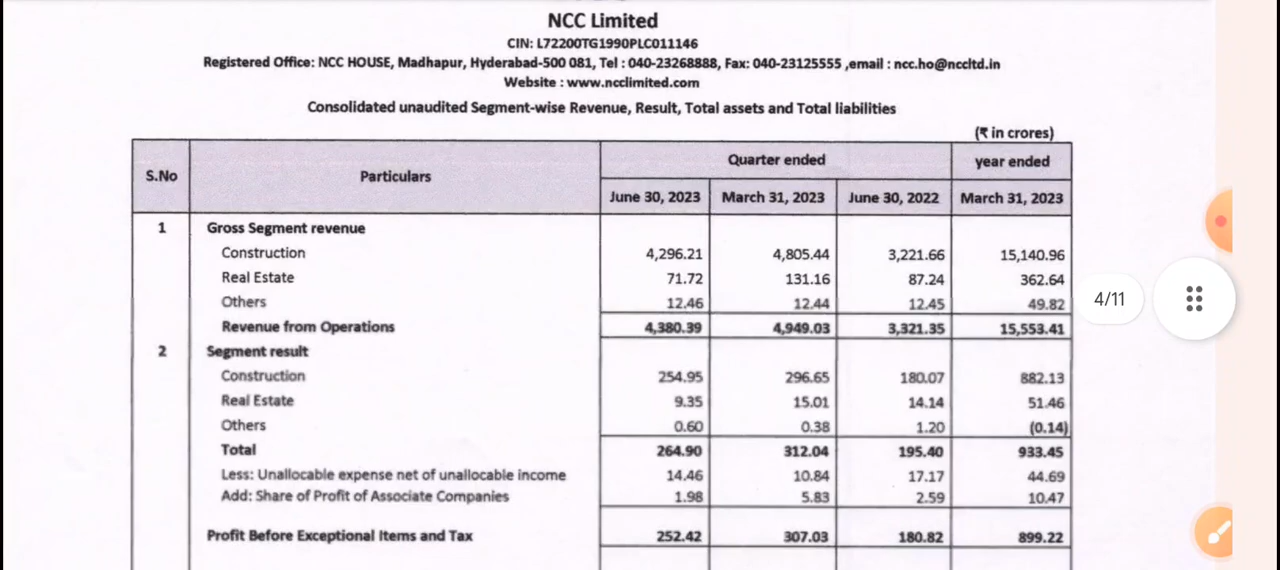 NCC Limited
CIN: L72200TG1990PLC011146
Registered Office: NCC HOUSE, Madhapur, Hyderabad-500 081, Tel : 040-23268888, Fax: 040-23125555 ,email : ncc.ho@nccltd.in
Website : www.ncclimited.com
Consolidated unaudited Segment-wise Revenue, Result, Total assets and Total liabilities
(₹ in crores)
S.No Particulars Quarter ended year ended
June 30, 2023 March 31, 2023 June 30, 2022 March 31, 2023
1 Gross Segment revenue
Construction 4,296.21 4,805.44 3,221.66 15,140.96
Real Estate 71.72 131.16 87.24 362.64
Others 12.46 12.44 12.45 49.82
Revenue from Operations 4,380.39 4,949.03 3,321.35 15,553.41
2 Segment result
Construction 254.95 296.65 180.07 882.13
Real Estate 9.35 15.01 14.14 51.46
Others 0.60 0.38 1.20 (0.14)
Total 264.90 312.04 195.40 933.45
Less: Unallocable expense net of unallocable income 14.46 10.84 17.17 44.69
Add: Share of Profit of Associate Companies 1.98 5.83 2.59 10.47
Profit Before Exceptional Items and Tax 252.42 307.03 180.82 899.22
4/11